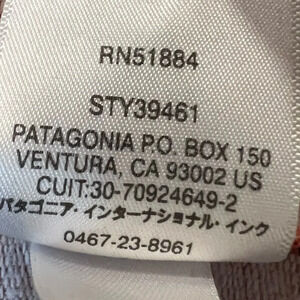 RN51884
STY39461
PATAGONIA P.O. BOX 150
VENTURA, CA 93002 US
CUIT:30-70924649-2
パタゴニア・インターナショナル・インク
0467-23-8961